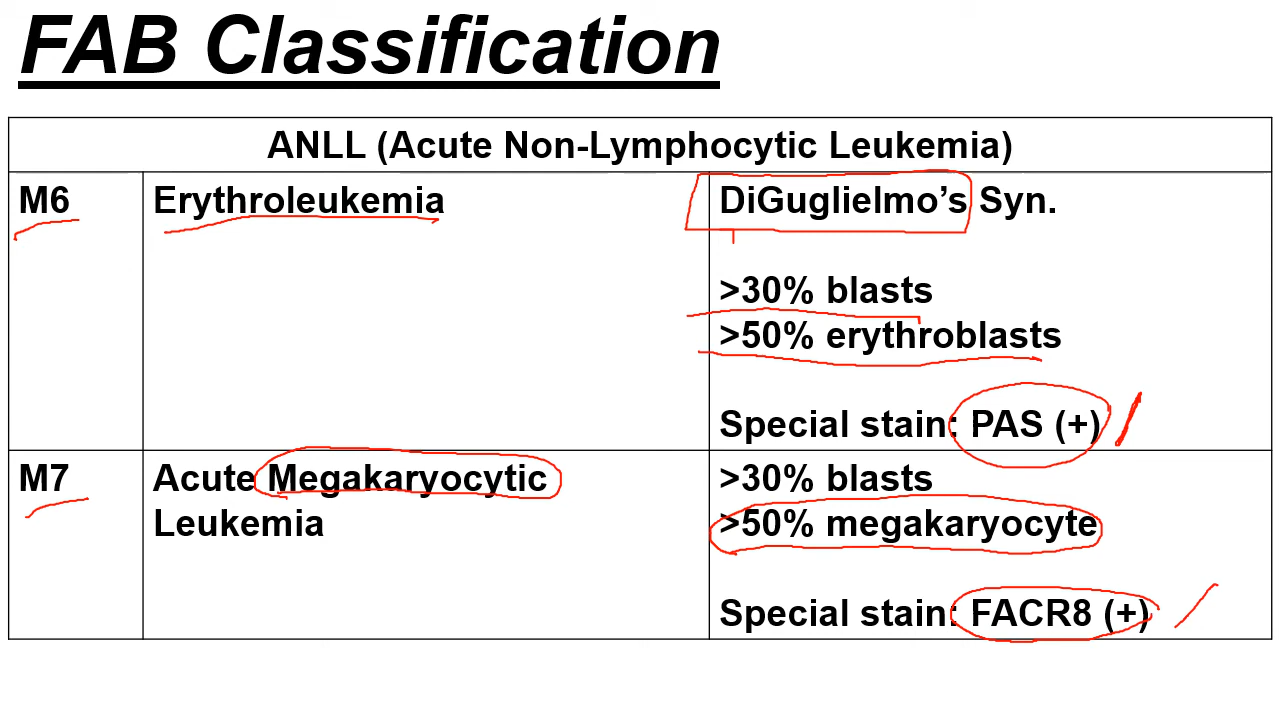 FAB Classification
ANLL (Acute Non-Lymphocytic Leukemia)
M6
Erythroleukemia
DiGuglielmo’s Syn.
>30% blasts
>50% erythroblasts
Special stain: PAS (+)
M7
Acute Megakaryocytic
Leukemia
>30% blasts
>50% megakaryocyte
Special stain: FACR8 (+)